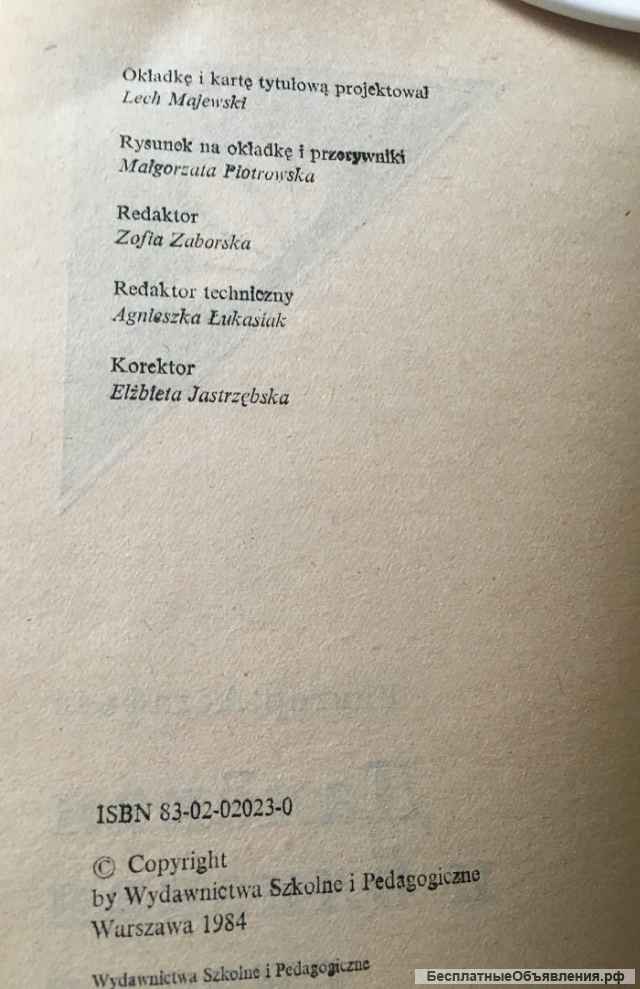 Okładkę i kartę tytułową projektował
Lech Majewski
Rysunek na okładkę i przerywniki
Małgorzata Piotrowska
Redaktor
Zofia Zaborska
Redaktor techniczny
Agnieszka Łukasiak
Korektor
Elżbieta Jastrzębska
ISBN 83-02-02023-0
© Copyright
by Wydawnictwa Szkolne i Pedagogiczne
Warszawa 1984
Wydawnictwa Szkolne i Pedagogiczne
БесплатныеОбъявления.рф